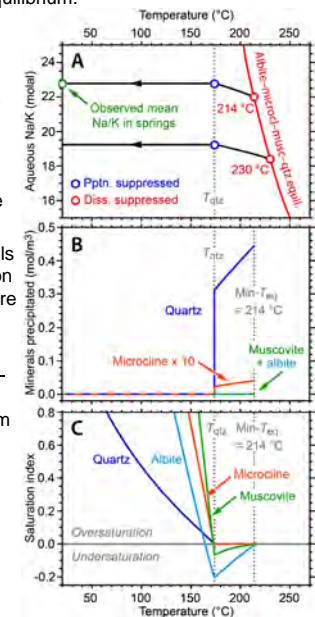 equilibrium.
Temperature (°C)
50 100 150 200 250
A
Aqueous Na/K (molal)
24
22
20
18
16
Observed mean
Na/K in springs
214 °C
230 °C
Albite–microcl–musc–qtz equil.
Pptn. suppressed
Diss. suppressed
Tqtz
B
Minerals precipitated (mol/m3)
0.5
0.4
0.3
0.2
0.1
0.0
Tqtz
Min-Teq
= 214 °C
Quartz
Microcline x 10
Muscovite
+ albite
C
Saturation index
0.8
0.6
0.4
0.2
0.0
-0.2
Tqtz
Min-Teq
= 214 °C
Quartz
Albite
Microcline
Muscovite
Oversaturation
Undersaturation
50 100 150 200 250
Temperature (°C)